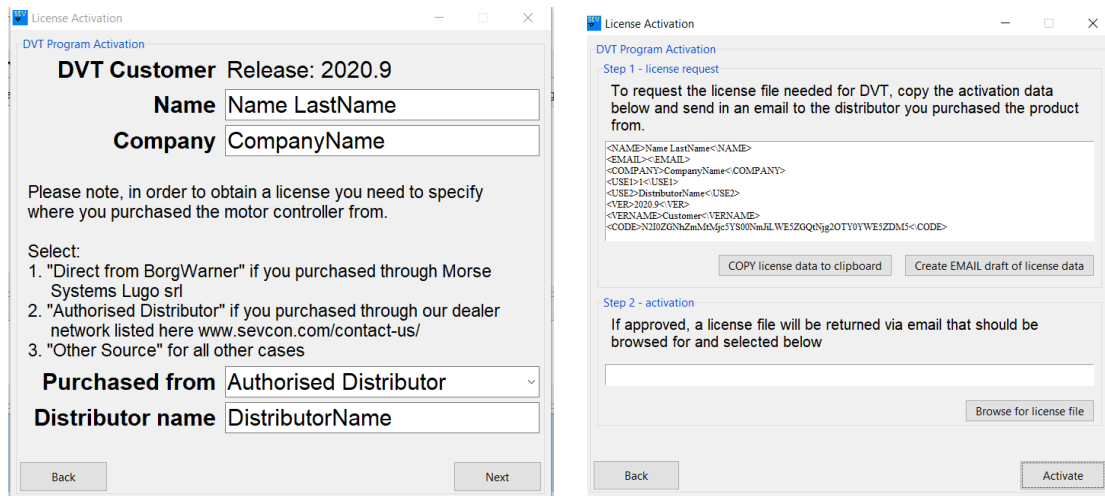 License Activation
DVT Program Activation
DVT Customer Release: 2020.9
Name Name LastName
Company CompanyName
Please note, in order to obtain a license you need to specify
where you purchased the motor controller from.
Select:
1. "Direct from BorgWarner" if you purchased through Morse
Systems Lugo srl
2. "Authorised Distributor" if you purchased through our dealer
network listed here www.sevcon.com/contact-us/
3. "Other Source" for all other cases
Purchased from Authorised Distributor
Distributor name DistributorName
Back Next
License Activation
DVT Program Activation
Step 1 - license request
To request the license file needed for DVT, copy the activation data
below and send in an email to the distributor you purchased the product
from.
<NAME>Name LastName<\NAME>
<EMAIL><\EMAIL>
<COMPANY>CompanyName<\COMPANY>
<USE1>1<\USE1>
<USE2>DistributorName<\USE2>
<VER>2020.9<\VER>
<VERNAME>Customer<\VERNAME>
<CODE>N2I0ZGNhZmMtMjc5YS00NmJiLWE5ZGQtNjg2OTY0YWE5ZDM5<\CODE>
COPY license data to clipboard Create EMAIL draft of license data
Step 2 - activation
If approved, a license file will be returned via email that should be
browsed for and selected below
Browse for license file
Back Activate